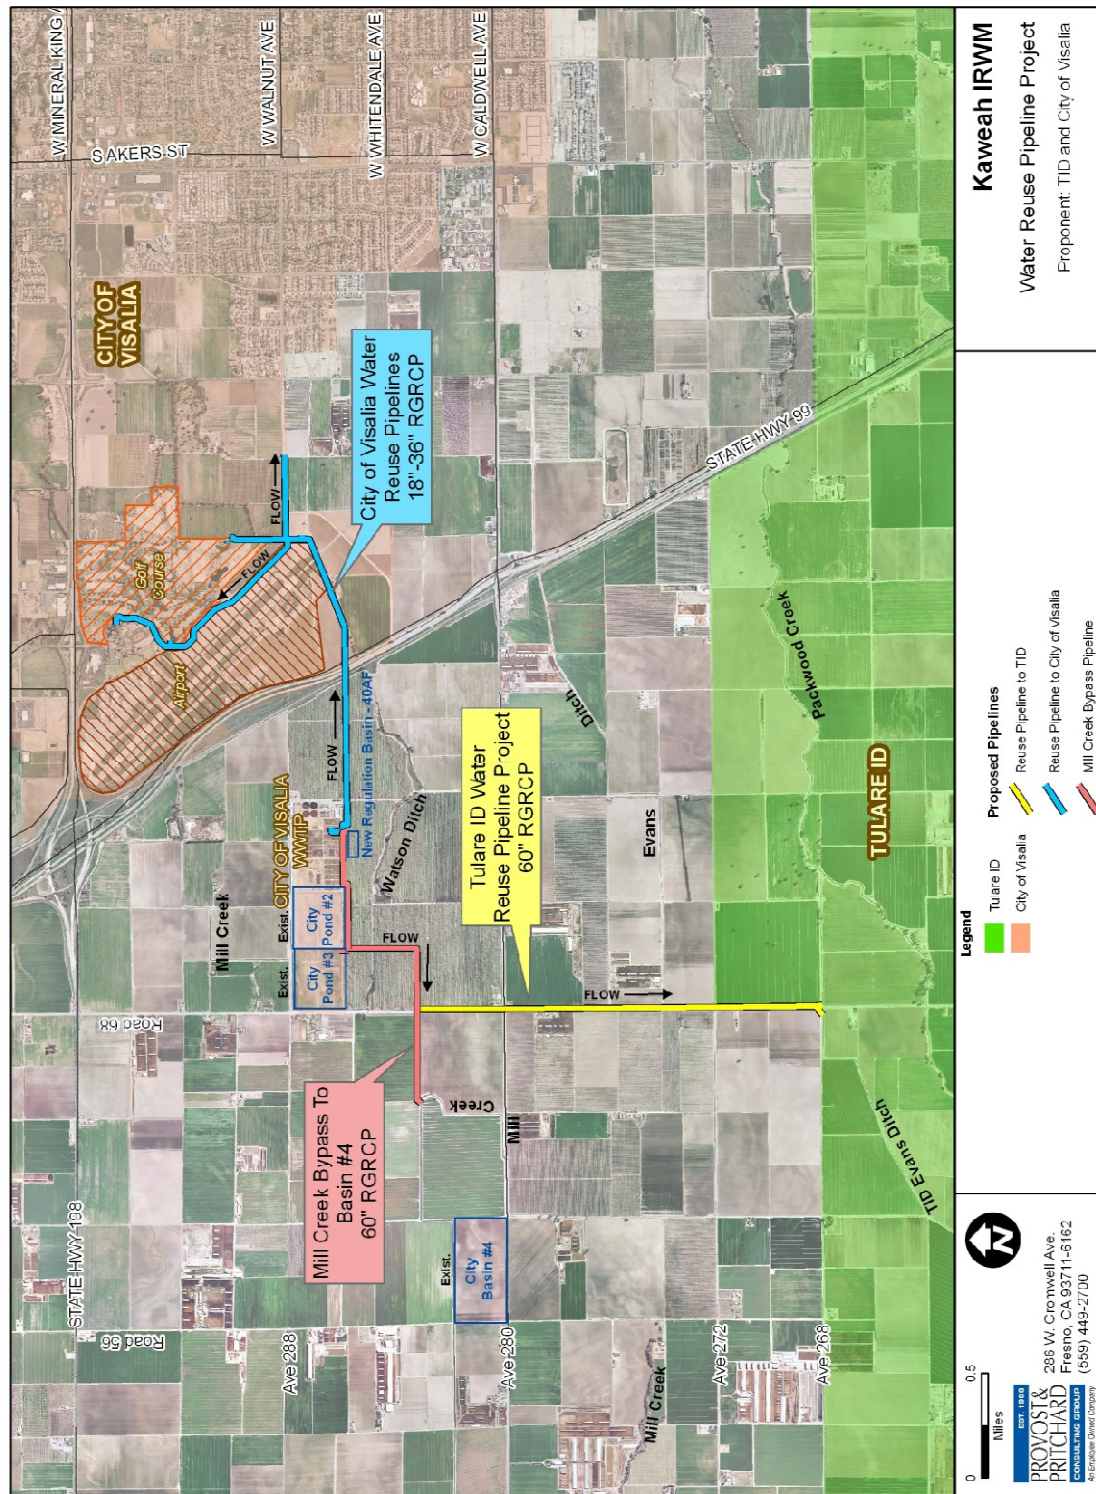 W MINERAL KING A
W WALNUT AVE
W WHITENDALE AVE
W CALDWELL AVE
S AKERS ST
CITY OF
VISALIA
Golf
Course
Airport
FLOW
FLOW
FLOW
City of Visalia Water
Reuse Pipelines
18"-36" RGRCP
STATE HWY 99
CITY OF VISALIA
WWTP
New Regulation Basin - 40AF
Watson Ditch
Ditch
Evans
Packwood Creek
TULARE ID
Tulare ID Water
Reuse Pipeline Project
60" RGRCP
Mill Creek
Exist.
City
Pond #2
Exist.
City
Pond #3
FLOW
FLOW
Road 68
Mill Creek Bypass To
Basin #4
60" RGRCP
Creek
Mill
TID Evans Ditch
STATE HWY 198
Exist.
City
Basin #4
Road 56
Ave 288
Ave 280
Ave 272
Ave 268
Mill Creek
Kaweah IRWM
Water Reuse Pipeline Project
Proponent: TID and City of Visalia
Legend
Tulare ID
City of Visalia
Proposed Pipelines
Reuse Pipeline to TID
Reuse Pipeline to City of Visalia
Mill Creek Bypass Pipeline
N
0 0.5
Miles
EST. 1968
PROVOST&
PRITCHARD
CONSULTING GROUP
An Employee Owned Company
286 W. Cromwell Ave.
Fresno, CA 93711-6162
(559) 449-2700